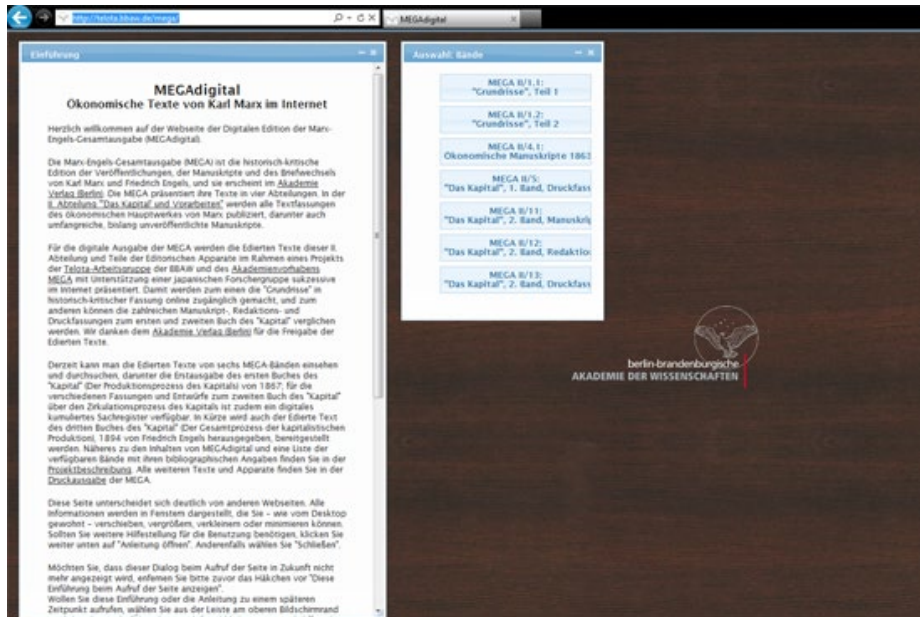 http://telota.bbaw.de/mega/
MEGAdigital
Einführung
MEGAdigital
Ökonomische Texte von Karl Marx im Internet
Herzlich willkommen auf der Webseite der Digitalen Edition der Marx-
Engels-Gesamtausgabe (MEGAdigital).
Die Marx-Engels-Gesamtausgabe (MEGA) ist die historisch-kritische
Edition der Veröffentlichungen, der Manuskripte und des Briefwechsels
von Karl Marx und Friedrich Engels, und sie erscheint im Akademie
Verlag (Berlin). Die MEGA präsentiert ihre Texte in vier Abteilungen. In der
II. Abteilung "Das Kapital" und Vorarbeiten" werden alle Textfassungen
des ökonomischen Hauptwerkes von Marx publiziert, darunter auch
umfangreiche, bislang unveröffentlichte Manuskripte.
Für die digitale Ausgabe der MEGA werden die Edierten Texte dieser II.
Abteilung und Teile der Editorischen Apparate im Rahmen eines Projekts
der Telota-Arbeitsgruppe der BBAW und des Akademienvorhabens
MEGA mit Unterstützung einer japanischen Forschergruppe sukzessive
im Internet präsentiert. Damit werden zum einen die "Grundrisse" in
historisch-kritischer Fassung online zugänglich gemacht, und zum
anderen können die zahlreichen Manuskript-, Redaktions- und
Druckfassungen zum ersten und zweiten Buch des "Kapital" verglichen
werden. Wir danken dem Akademie Verlag (Berlin) für die Freigabe der
Edierten Texte.
Derzeit kann man die Edierten Texte von sechs MEGA-Bänden einsehen
und durchsuchen, darunter die Erstausgabe des ersten Buches des
"Kapital" (Der Produktionsprozess des Kapitals) von 1867; für die
verschiedenen Fassungen und Entwürfe zum zweiten Buch des "Kapital"
über den Zirkulationsprozess des Kapitals ist zudem ein digitales
kumuliertes Sachregister verfügbar. In Kürze wird auch der Edierte Text
des dritten Buches des "Kapital" (Der Gesamtprozess der kapitalistischen
Produktion), 1894 von Friedrich Engels herausgegeben, bereitgestellt
werden. Näheres zu den Inhalten von MEGAdigital und eine Liste der
verfügbaren Bände mit ihren bibliographischen Angaben finden Sie in der
Projektbeschreibung. Alle weiteren Texte und Apparate finden Sie in der
Druckausgabe der MEGA.
Diese Seite unterscheidet sich deutlich von anderen Webseiten. Alle
Informationen werden in Fenstern dargestellt, die Sie – wie vom Desktop
gewohnt – verschieben, vergrößern, verkleinern oder minimieren können.
Sollten Sie weitere Hilfestellung für die Benutzung benötigen, klicken Sie
weiter unten auf "Anleitung öffnen". Anderenfalls wählen Sie "Schließen".
Möchten Sie, dass dieser Dialog beim Aufruf der Seite in Zukunft nicht
mehr angezeigt wird, enfernen Sie bitte zuvor das Häkchen vor "Diese
Einführung beim Aufruf der Seite anzeigen".
Wollen Sie diese Einführung oder die Anleitung zu einem späteren
Zeitpunkt aufrufen, wählen Sie aus der Leiste am oberen Bildschirmrand
Auswahl: Bände
MEGA II/1.1:
"Grundrisse", Teil 1
MEGA II/1.2:
"Grundrisse", Teil 2
MEGA II/4.1:
Ökonomische Manuskripte 1863
MEGA II/5:
"Das Kapital", 1. Band, Druckfass
MEGA II/11:
"Das Kapital", 2. Band, Manuskrip
MEGA II/12:
"Das Kapital", 2. Band, Redaktion
MEGA II/13:
"Das Kapital", 2. Band, Druckfass
berlin-brandenburgische
AKADEMIE DER WISSENSCHAFTEN